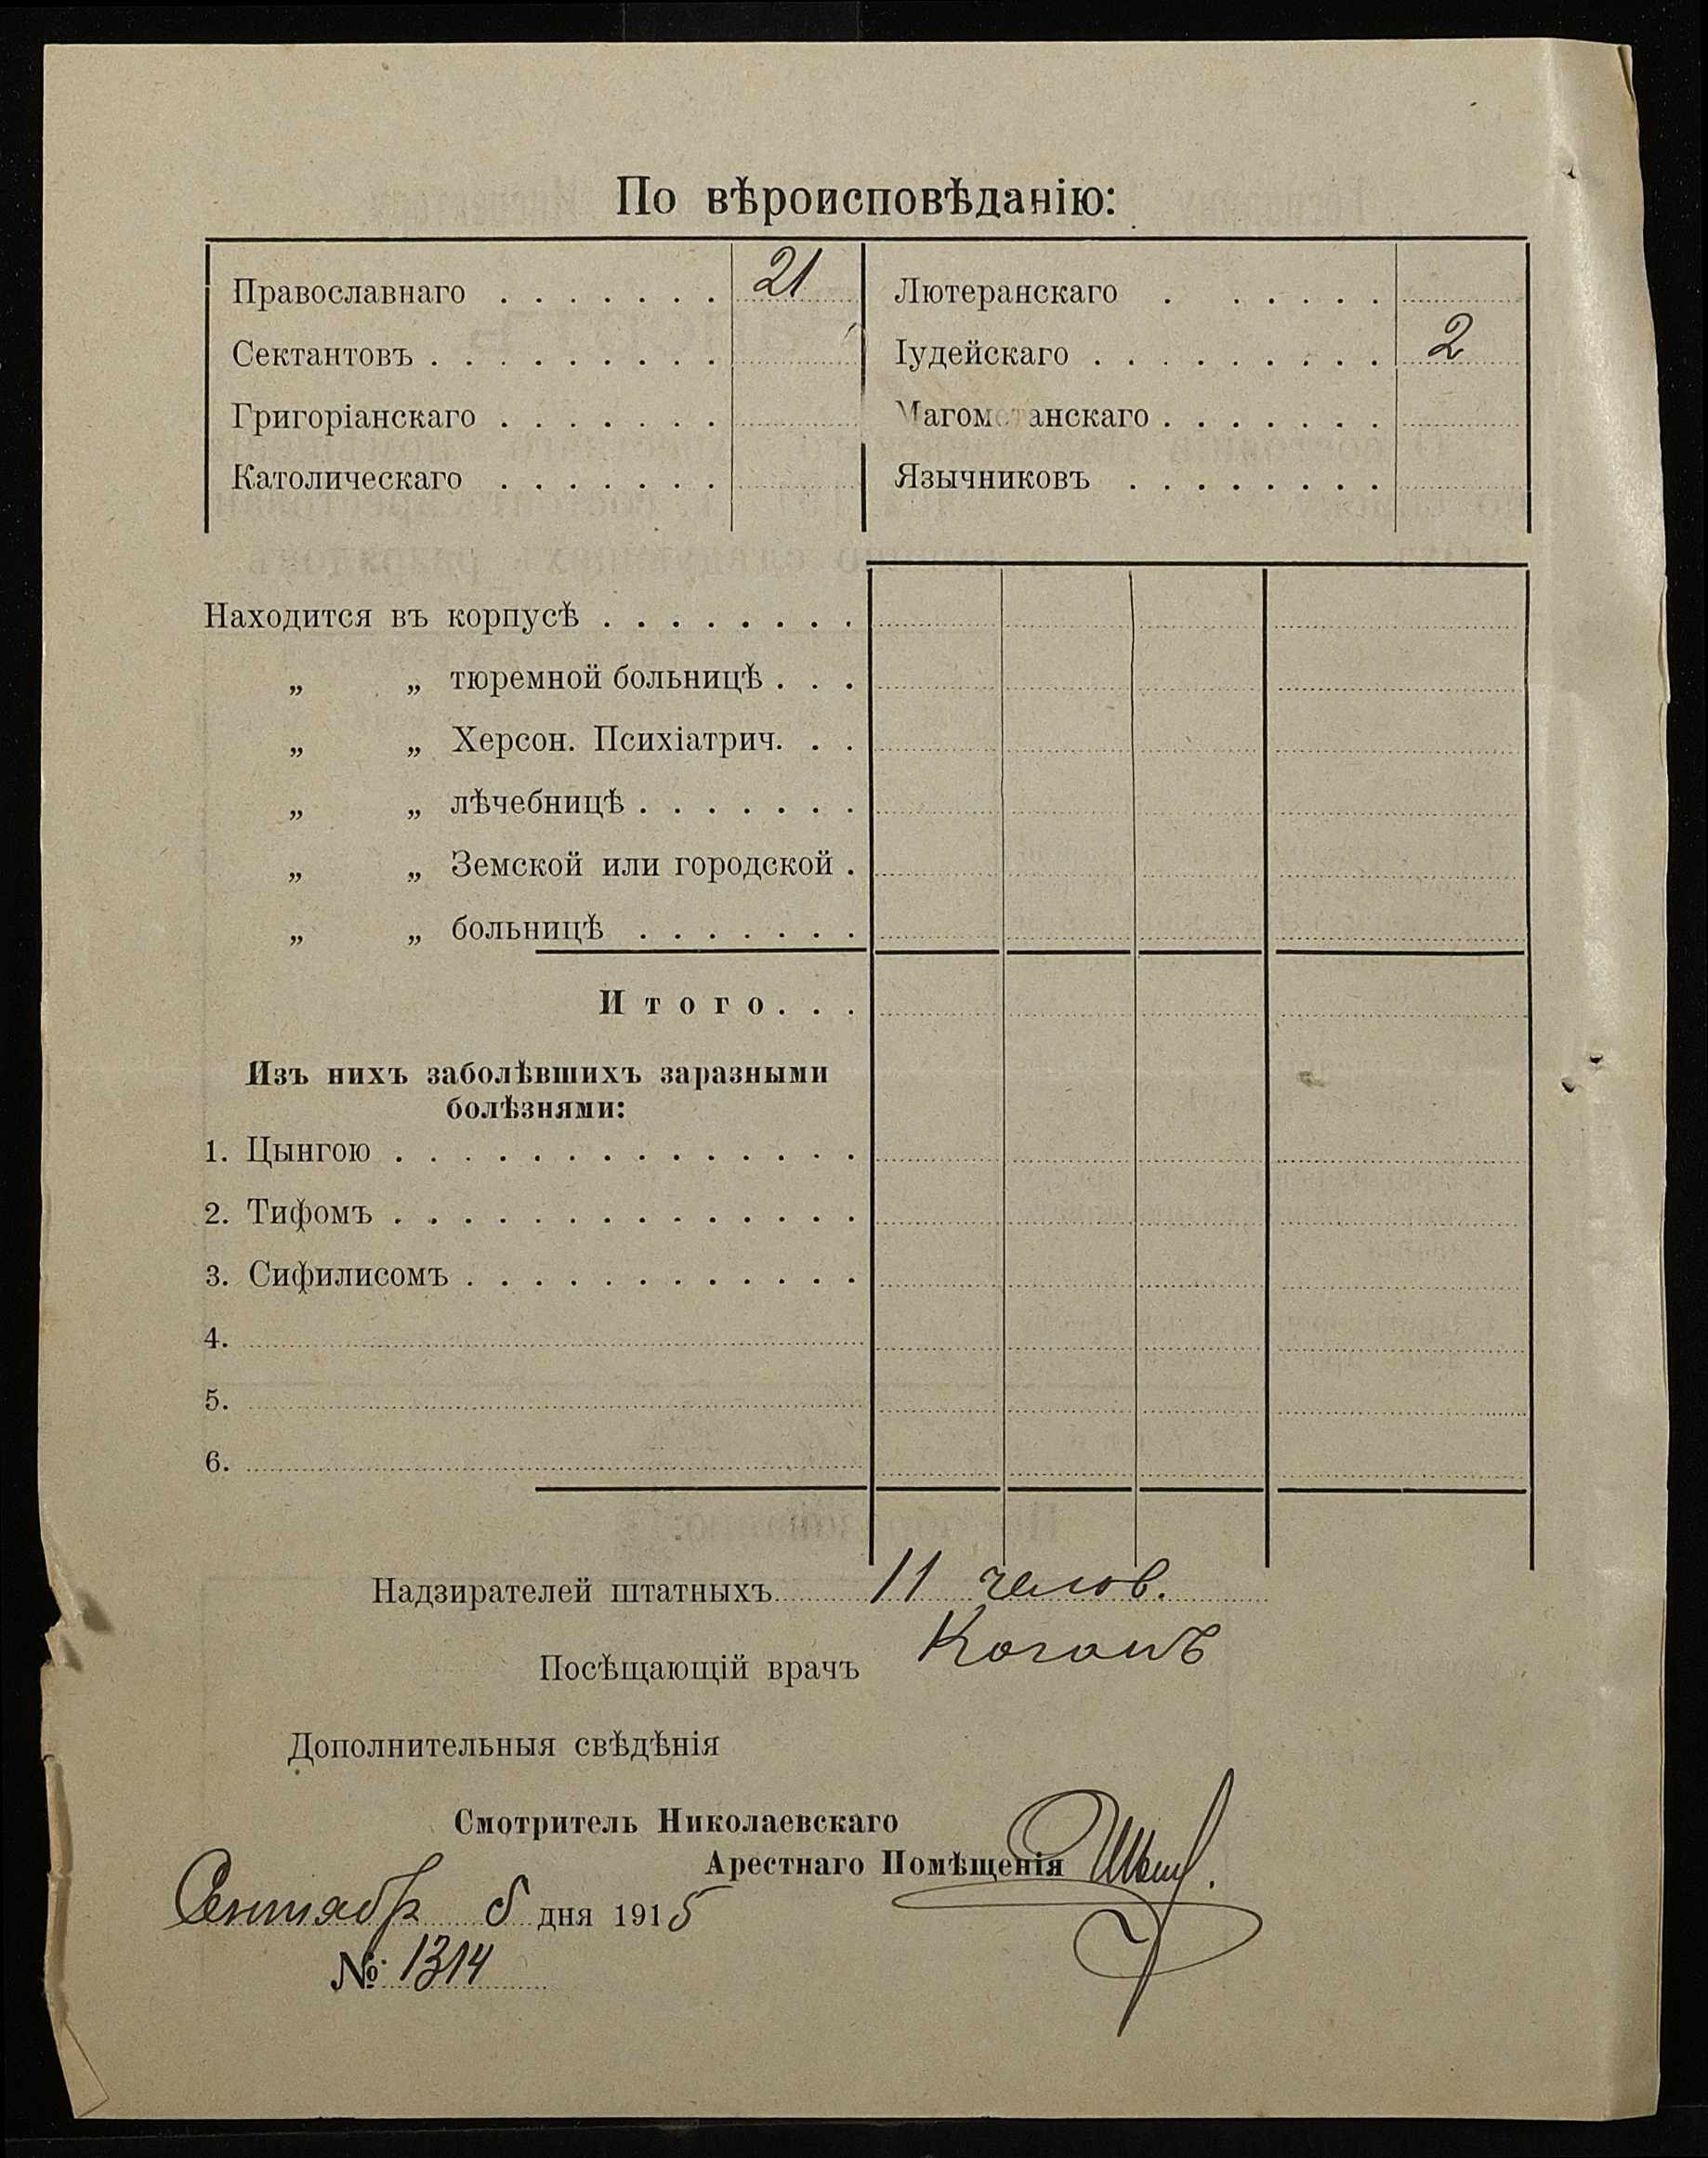 По вѣроисповѣданію:
Православнаго . . . . . . . 21 Лютеранскаго . . . . . .
Сектантовъ . . . . . . . . . Іудейскаго . . . . . . . . . 2
Григоріанскаго . . . . . . . Магометанскаго . . . . . . .
Католическаго . . . . . . . Язычниковъ . . . . . . . .
Находится въ корпусѣ . . . . . . . .
„ „ тюремной больницѣ . . .
„ „ Херсон. Психіатрич. . .
„ „ лѣчебницѣ . . . . . . .
„ „ Земской или городской .
„ „ больницѣ . . . . . . .
Итого. . .
Изъ нихъ заболѣвшихъ заразными
болѣзнями:
1. Цынгою . . . . . . . . . . . . . .
2. Тифомъ . . . . . . . . . . . . . .
3. Сифилисомъ . . . . . . . . . . . .
4.
5.
6.
Надзирателей штатныхъ 11 челов.
Посѣщающій врачъ Коганъ
Дополнительныя свѣдѣнія
Смотритель Николаевскаго
Арестнаго Помѣщенія
Сентябр 5 дня 1915
№ 1314